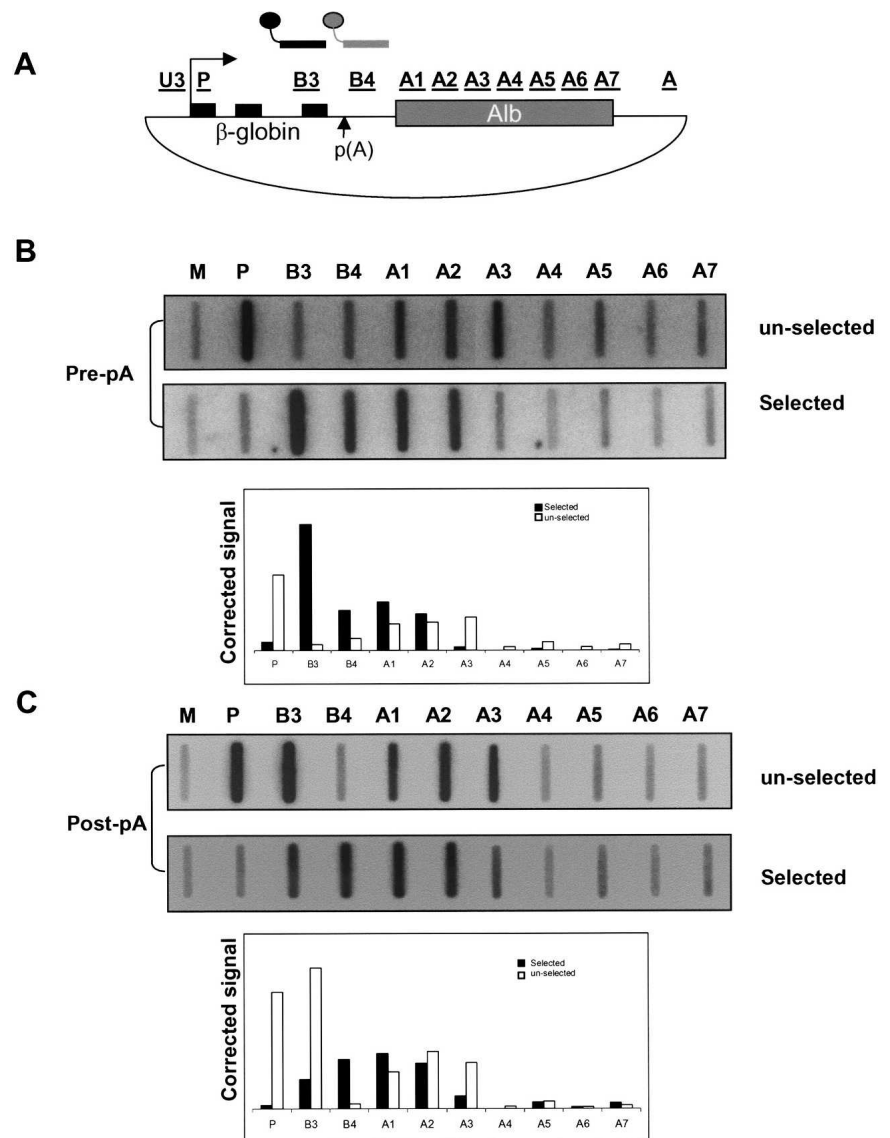 A
U3 P B3 B4 A1 A2 A3 A4 A5 A6 A7 A
Alb
β-globin
p(A)
B
M P B3 B4 A1 A2 A3 A4 A5 A6 A7
un-selected
Pre-pA
Selected
Corrected signal
Selected
un-selected
P B3 B4 A1 A2 A3 A4 A5 A6 A7
C
M P B3 B4 A1 A2 A3 A4 A5 A6 A7
un-selected
Post-pA
Selected
Corrected signal
Selected
un-selected
P B3 B4 A1 A2 A3 A4 A5 A6 A7